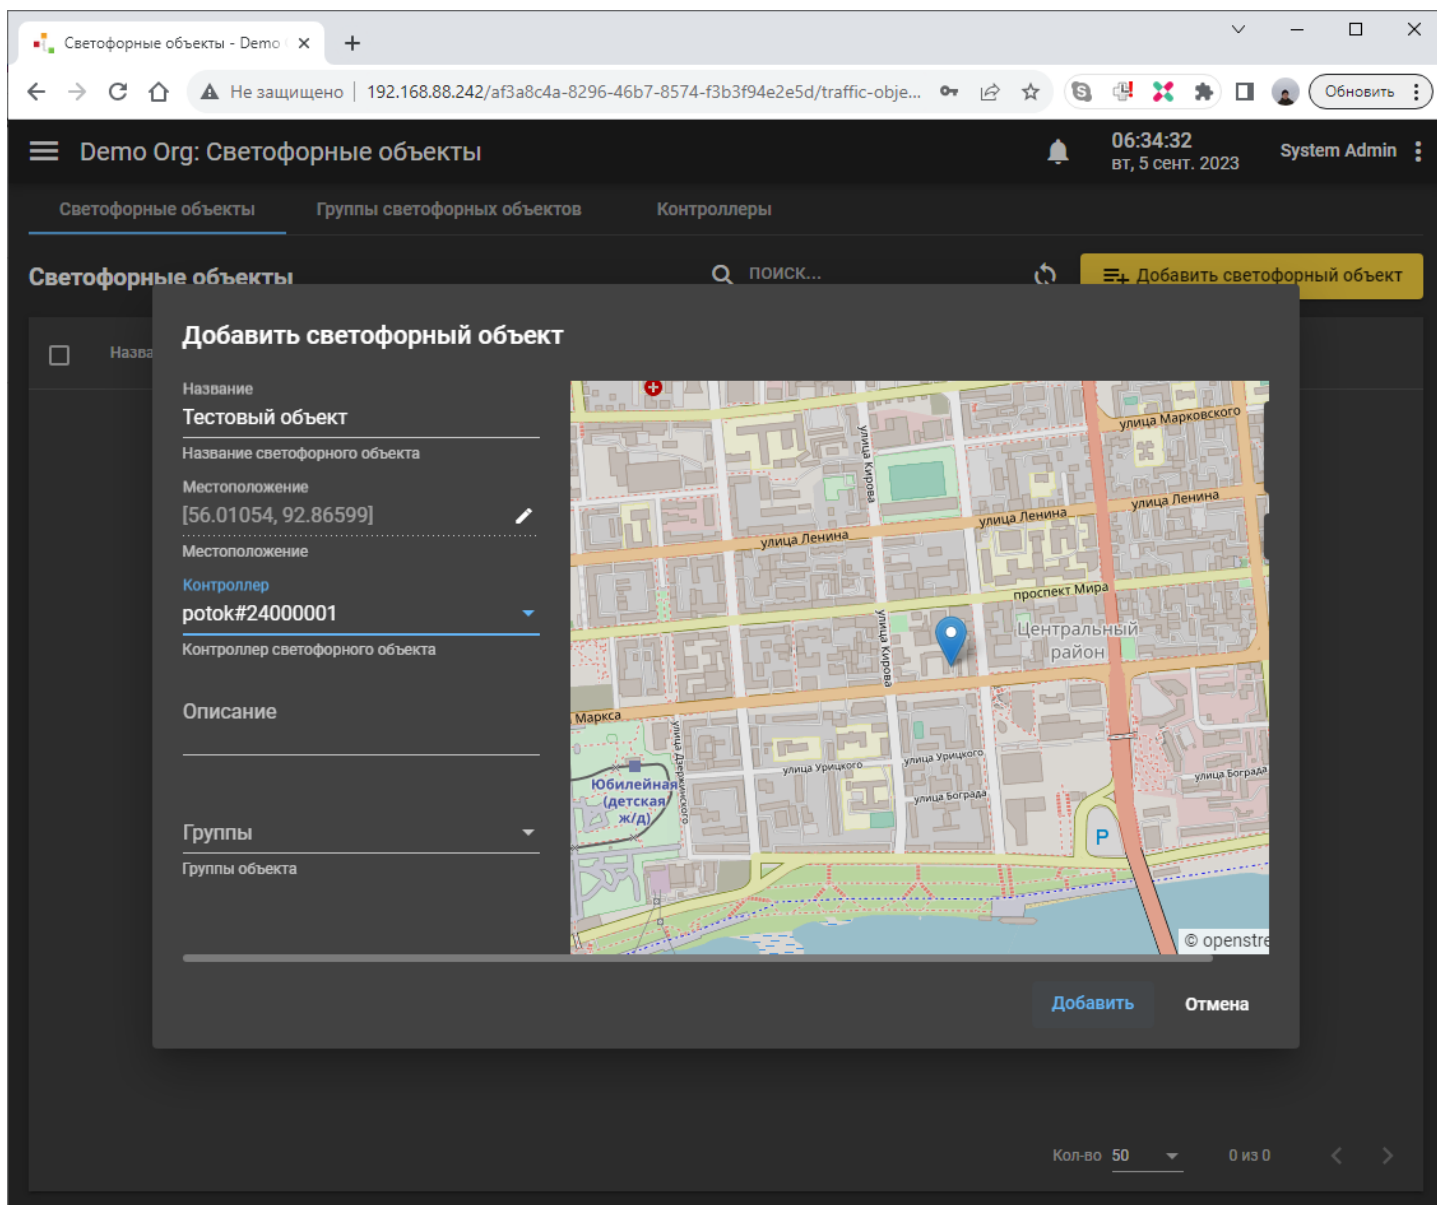 Светофорные объекты - Demo
Не защищено
192.168.88.242/af3a8c4a-8296-46b7-8574-f3b3f94e2e5d/traffic-obje...
Обновить
Demo Org: Светофорные объекты
06:34:32
вт, 5 сент. 2023
System Admin
Светофорные объекты
Группы светофорных объектов
Контроллеры
Светофорные объекты
поиск...
Добавить светофорный объект
Добавить светофорный объект
Назва
Название
Тестовый объект
Название светофорного объекта
Местоположение
[56.01054, 92.86599]
Местоположение
Контроллер
potok#24000001
Контроллер светофорного объекта
Описание
Группы
Группы объекта
улица Марковского
улица Кирова
улица Ленина
улица Ленина
улица Ленина
проспект Мира
Центральный
район
улица Кирова
Маркса
улица Дзержинского
улица Урицкого
улица Урицкого
улица Бограда
улица Бограда
Юбилейная
(детская
ж/д)
P
© openstre
Добавить
Отмена
Кол-во 50
0 из 0